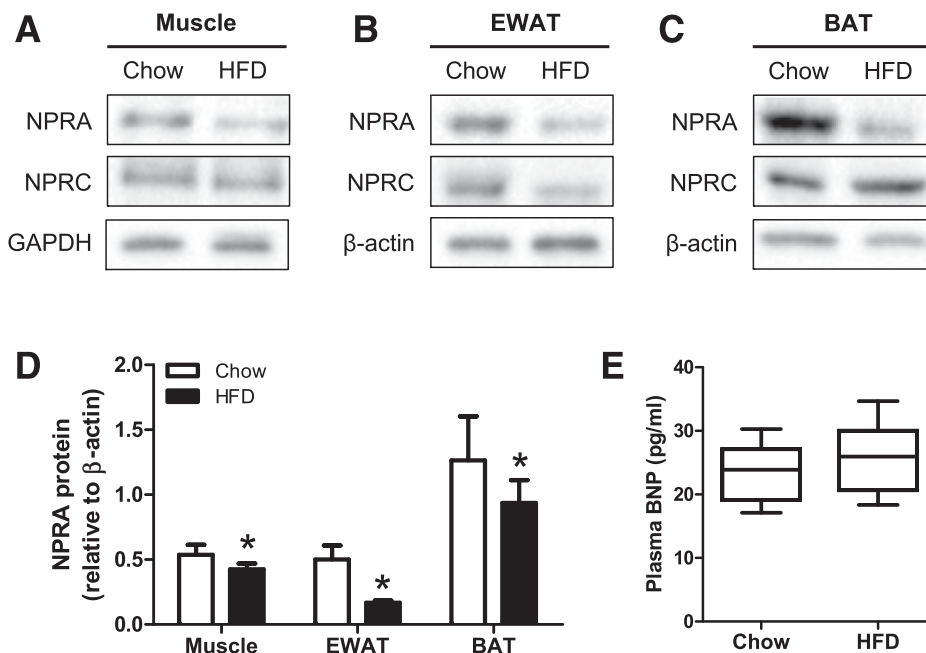 A
Muscle
Chow HFD
NPRA
NPRC
GAPDH
B
EWAT
Chow HFD
NPRA
NPRC
β-actin
C
BAT
Chow HFD
NPRA
NPRC
β-actin
D
NPRA protein
(relative to β-actin)
2.0
1.5
1.0
0.5
0.0
Chow
HFD
*
*
*
Muscle EWAT BAT
E
Plasma BNP (pg/ml)
40
30
20
10
0
Chow HFD